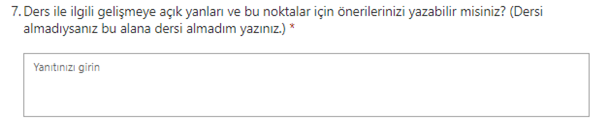 7. Ders ile ilgili gelişmeye açık yanları ve bu noktalar için önerilerinizi yazabilir misiniz? (Dersi
almadıysanız bu alana dersi almadım yazınız.) *
Yanıtınızı girin